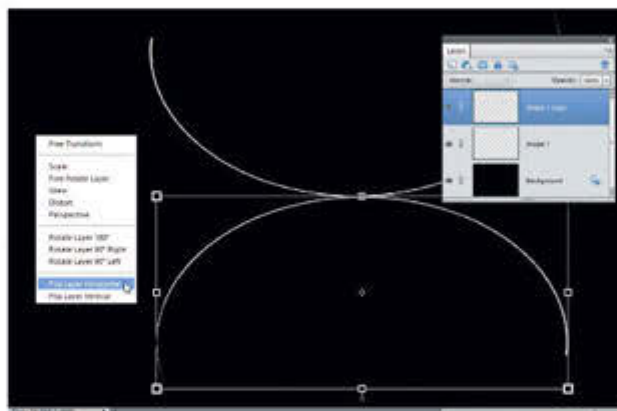 Layers
Normal
Opacity: 100%
Shape 1 copy
Shape 1
Background
Free Transform
Scale
Free Rotate Layer
Skew
Distort
Perspective
Rotate Layer 180°
Rotate Layer 90° Right
Rotate Layer 90° Left
Flip Layer Horizontal
Flip Layer Vertical